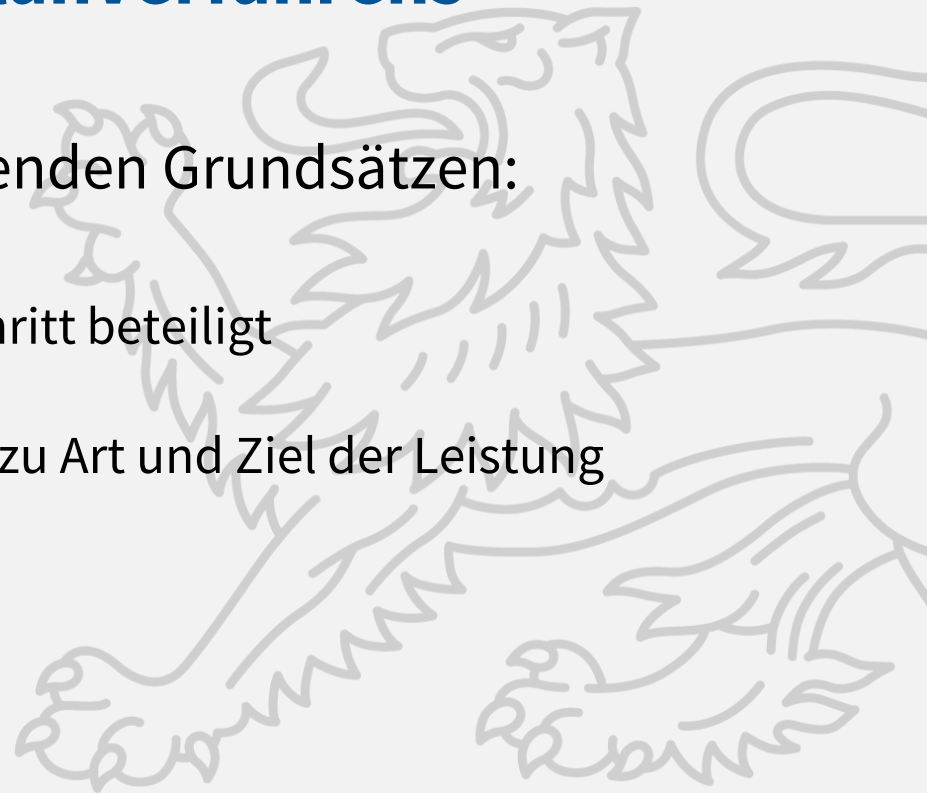 enden Grundsätzen:
ritt beteiligt
zu Art und Ziel der Leistung